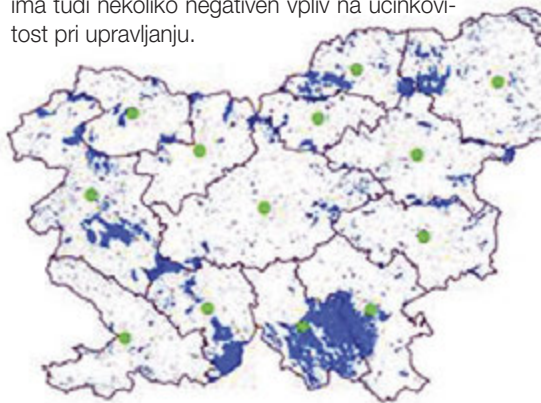 ima tudi nekoliko negativen vpliv na učinkovi-
tost pri upravljanju.